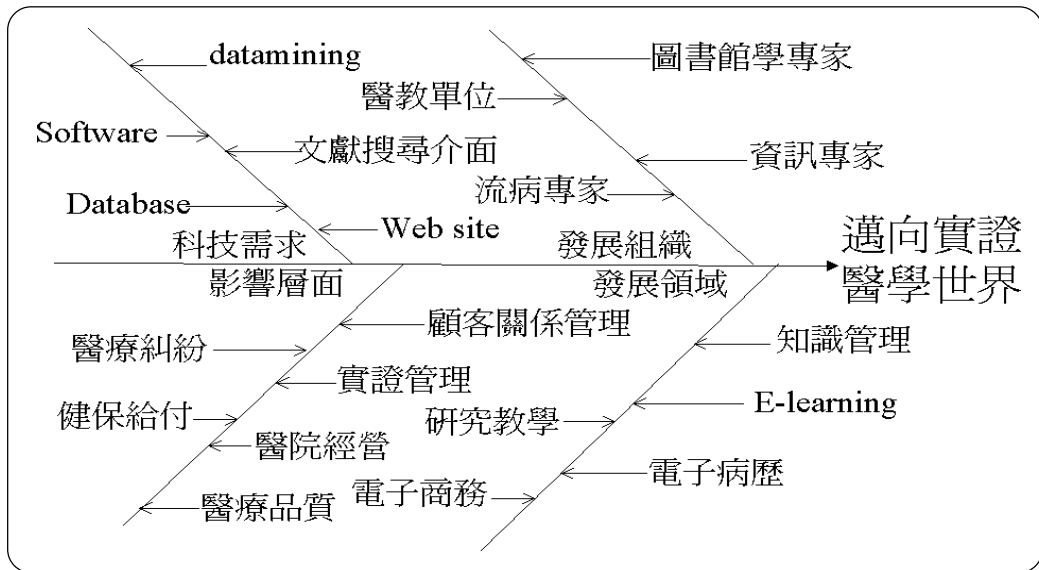 datamining
Software
文獻搜尋介面
Database
Web site
科技需求
圖書館學專家
醫教單位
資訊專家
流病專家
發展組織
邁向實證
醫學世界
影響層面
顧客關係管理
醫療糾紛
實證管理
健保給付
醫院經營
醫療品質
發展領域
知識管理
E-learning
研究教學
電子病歷
電子商務